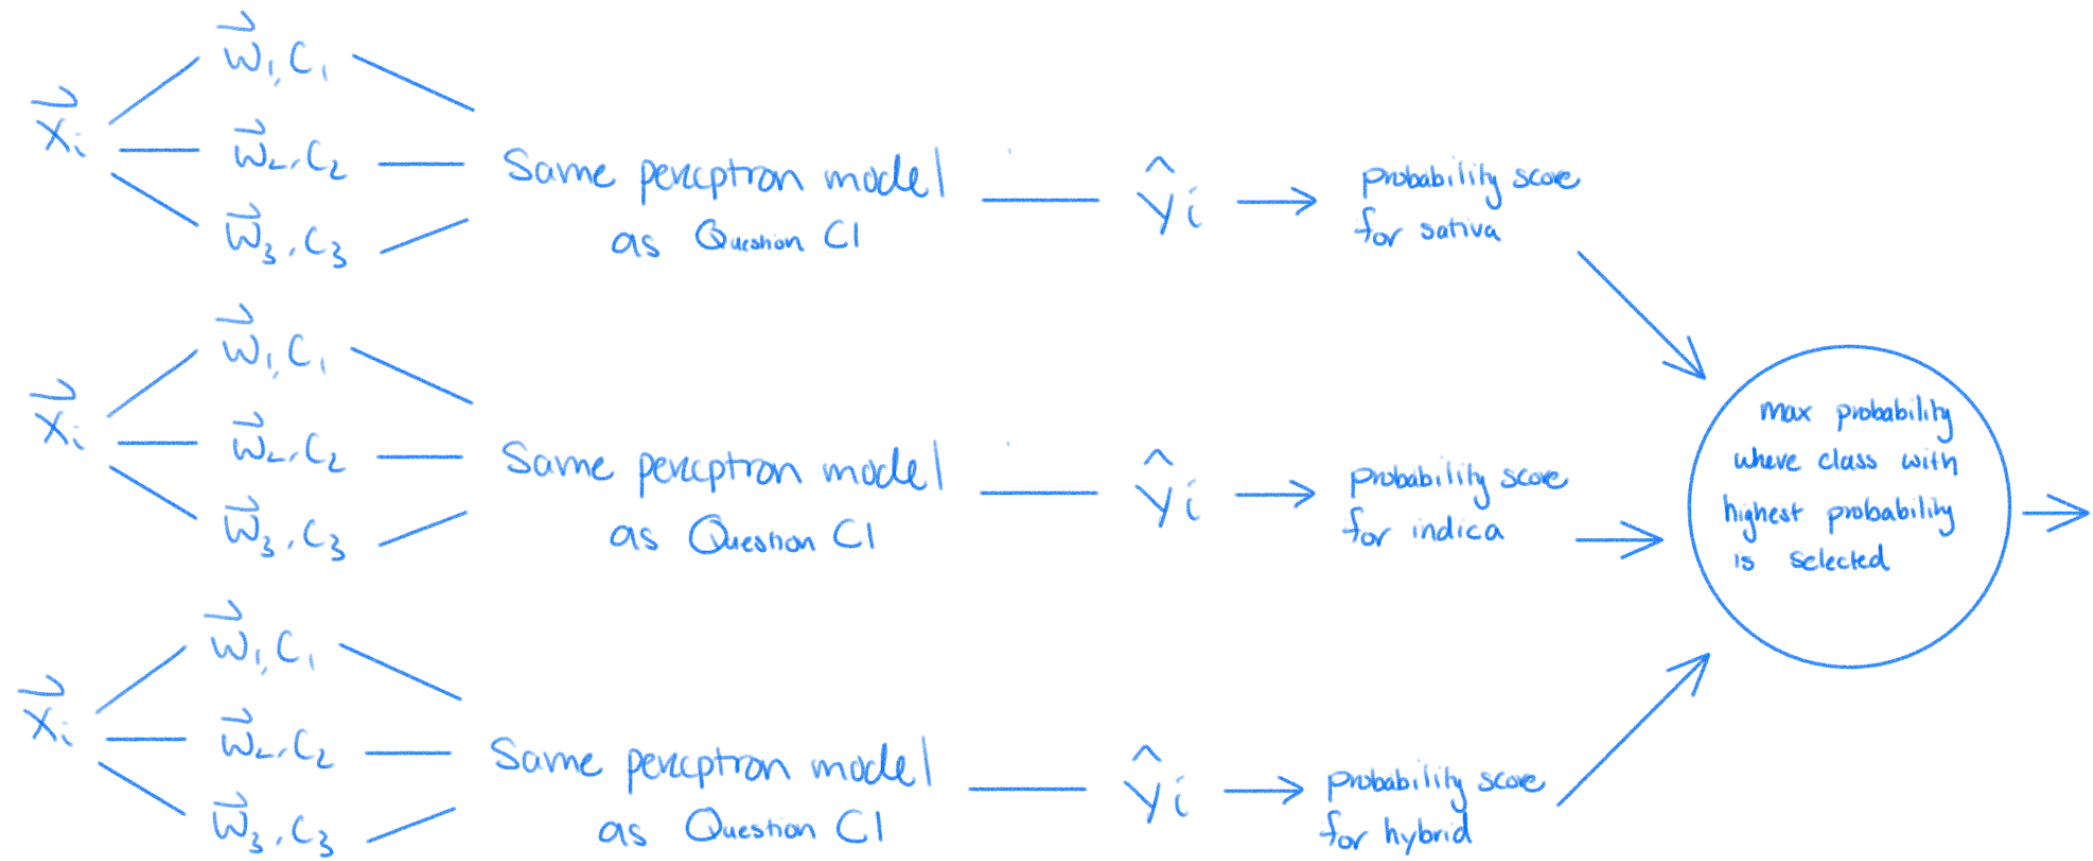 w⃗₁, C₁
x⃗ᵢ
w⃗₂, C₂
w⃗₃, C₃
Same perceptron model
as Question C1
ŷᵢ
probability score
for sativa
w⃗₁, C₁
x⃗ᵢ
w⃗₂, C₂
w⃗₃, C₃
Same perceptron model
as Question C1
ŷᵢ
probability score
for indica
w⃗₁, C₁
x⃗ᵢ
w⃗₂, C₂
w⃗₃, C₃
Same perceptron model
as Question C1
ŷᵢ
probability score
for hybrid
max probability
where class with
highest probability
is selected